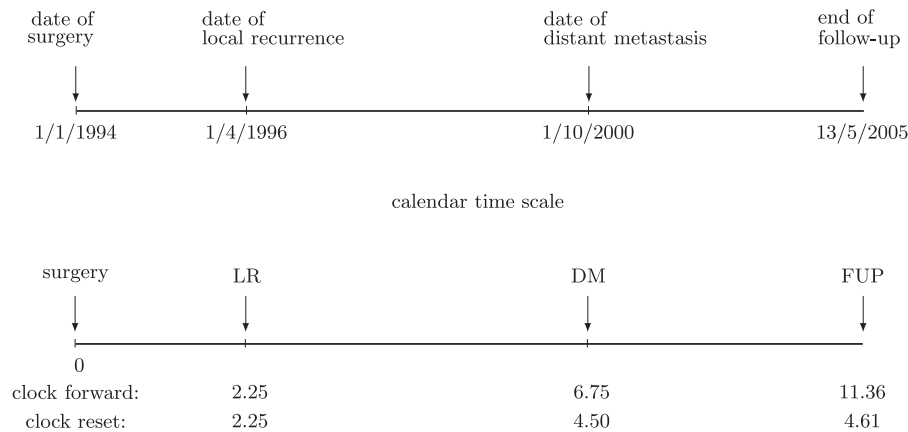 date of
surgery
date of
local recurrence
date of
distant metastasis
end of
follow-up
1/1/1994 1/4/1996 1/10/2000 13/5/2005
calendar time scale
surgery LR DM FUP
0
clock forward: 2.25 6.75 11.36
clock reset: 2.25 4.50 4.61